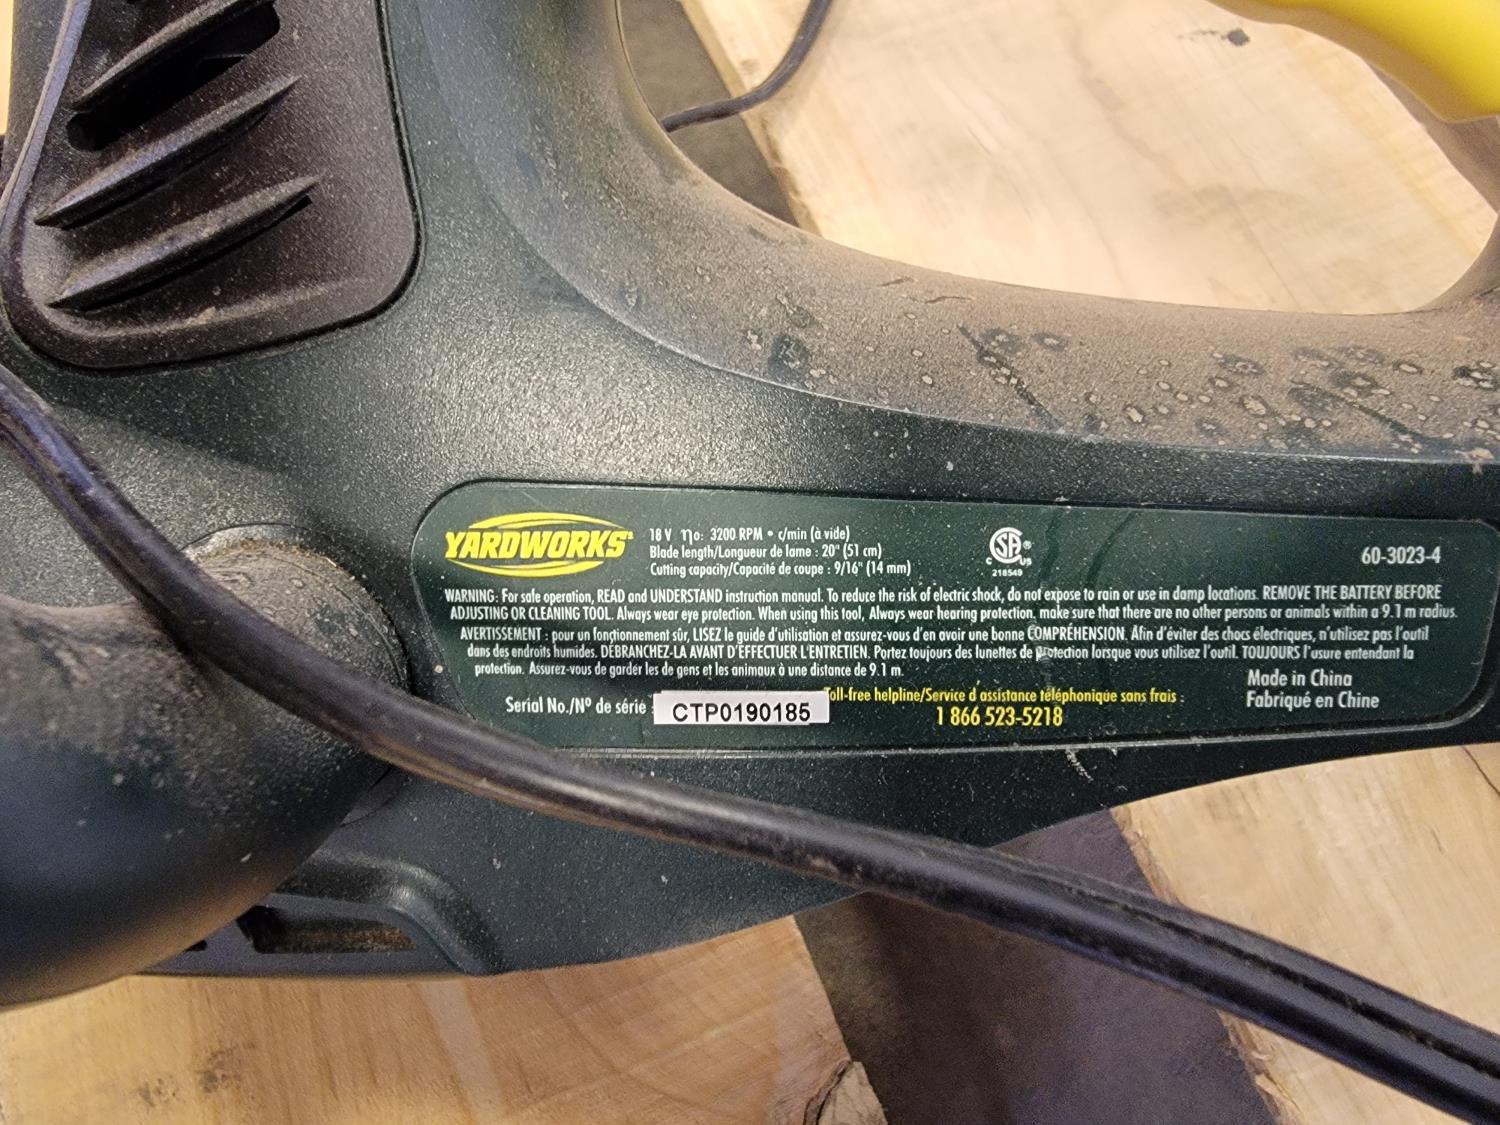 YARDWORKS
18 V ηo: 3200 RPM • c/min (à vide)
Blade length/Longueur de lame : 20" (51 cm)
Cutting capacity/Capacité de coupe : 9/16" (14 mm)
CSA ®
C US
218549
60-3023-4
WARNING: For safe operation, READ and UNDERSTAND instruction manual. To reduce the risk of electric shock, do not expose to rain or use in damp locations. REMOVE THE BATTERY BEFORE
ADJUSTING OR CLEANING TOOL. Always wear eye protection. When using this tool, Always wear hearing protection. make sure that there are no other persons or animals within a 9.1 m radius.
AVERTISSEMENT : pour un fonctionnement sûr, LISEZ le guide d'utilisation et assurez-vous d'en avoir une bonne COMPRÉHENSION. Afin d'éviter des chocs électriques, n'utilisez pas l'outil
dans des endroits humides. DÉBRANCHEZ-LA AVANT D'EFFECTUER L'ENTRETIEN. Portez toujours des lunettes de protection lorsque vous utilisez l'outil. TOUJOURS l'usure entendant la
protection. Assurez-vous de garder les de gens et les animaux à une distance de 9.1 m.
Serial No./Nº de série : CTP0190185
Toll-free helpline/Service d'assistance téléphonique sans frais :
1 866 523-5218
Made in China
Fabriqué en Chine